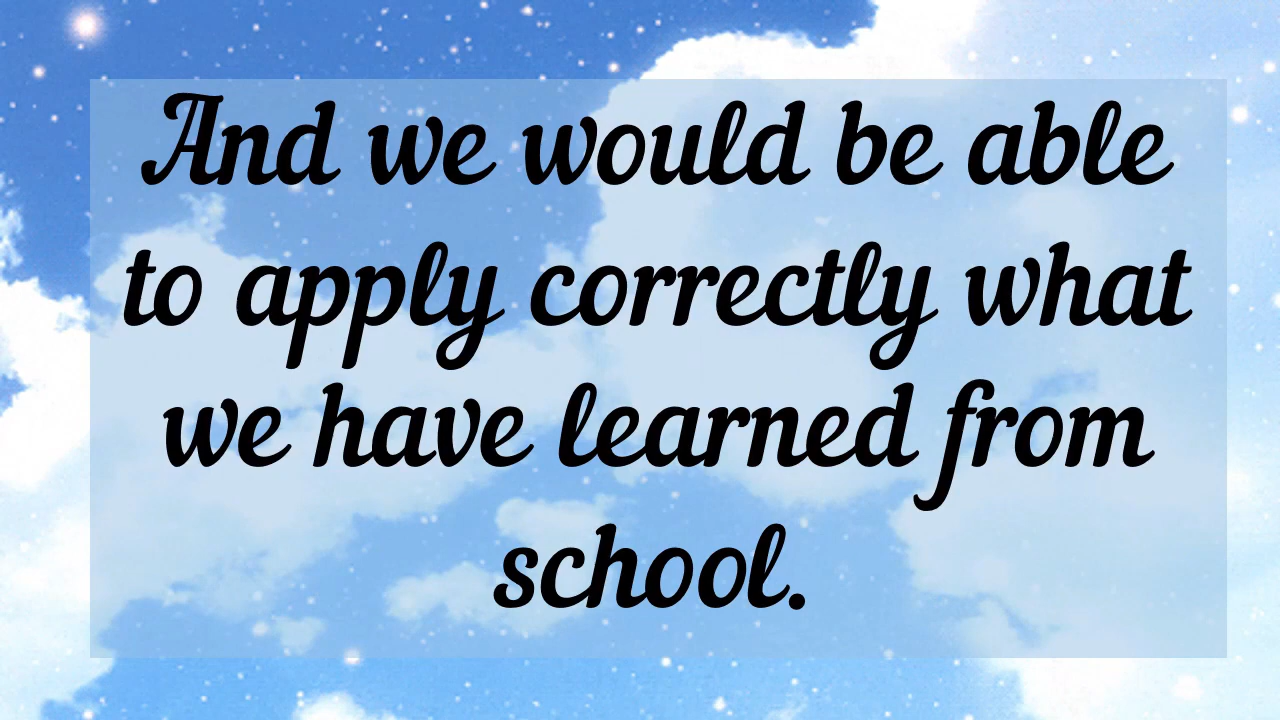 And we would be able
to apply correctly what
we have learned from
school.